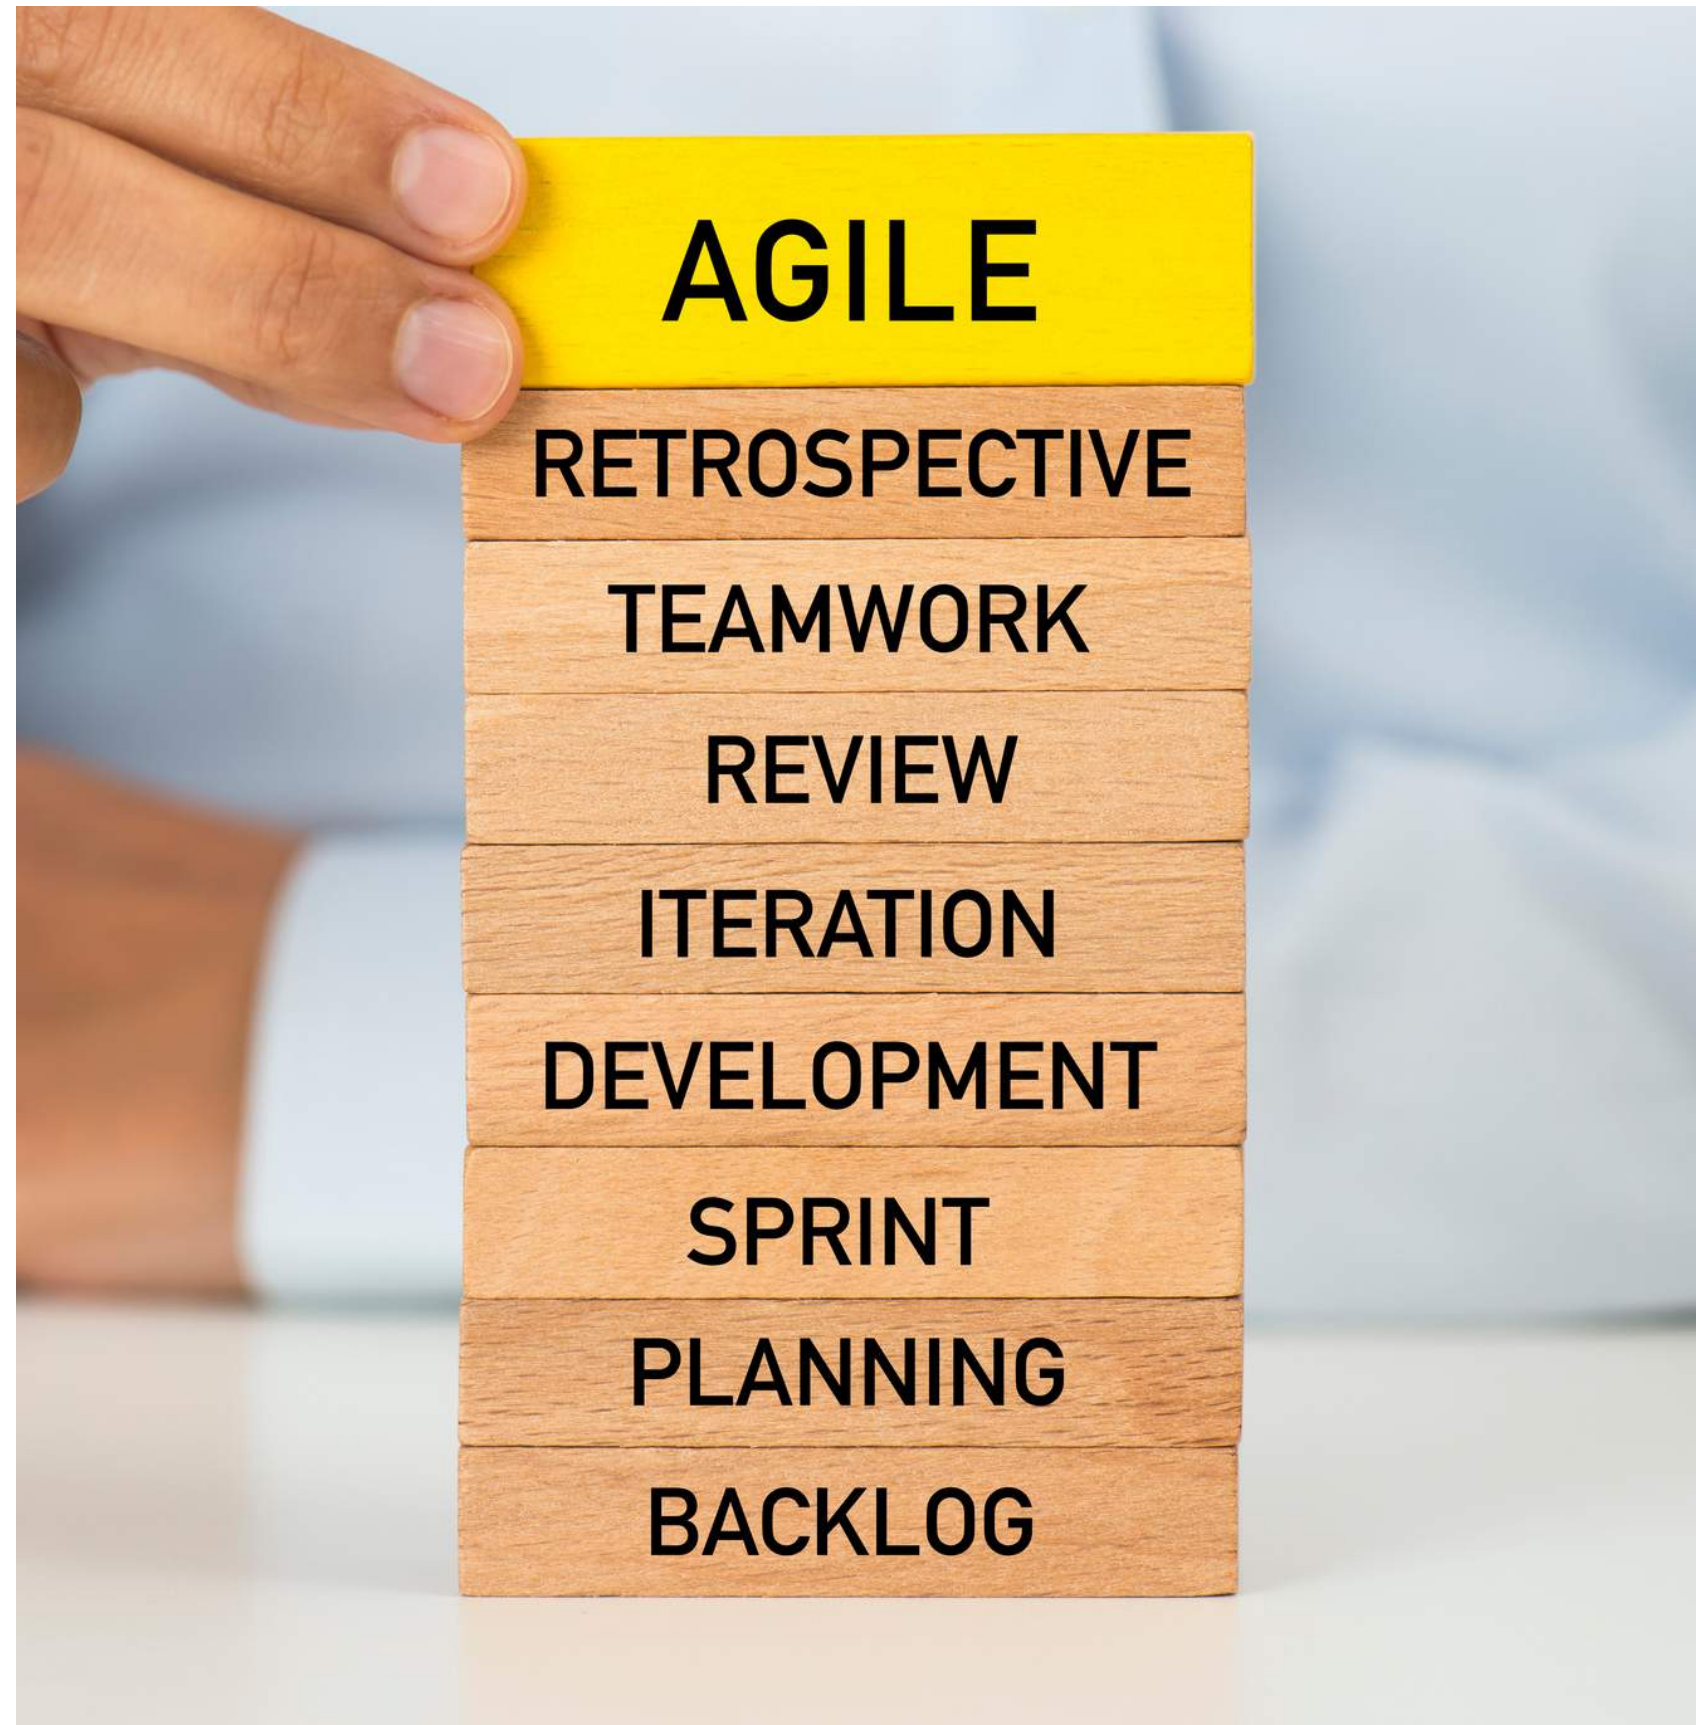 AGILE
RETROSPECTIVE
TEAMWORK
REVIEW
ITERATION
DEVELOPMENT
SPRINT
PLANNING
BACKLOG